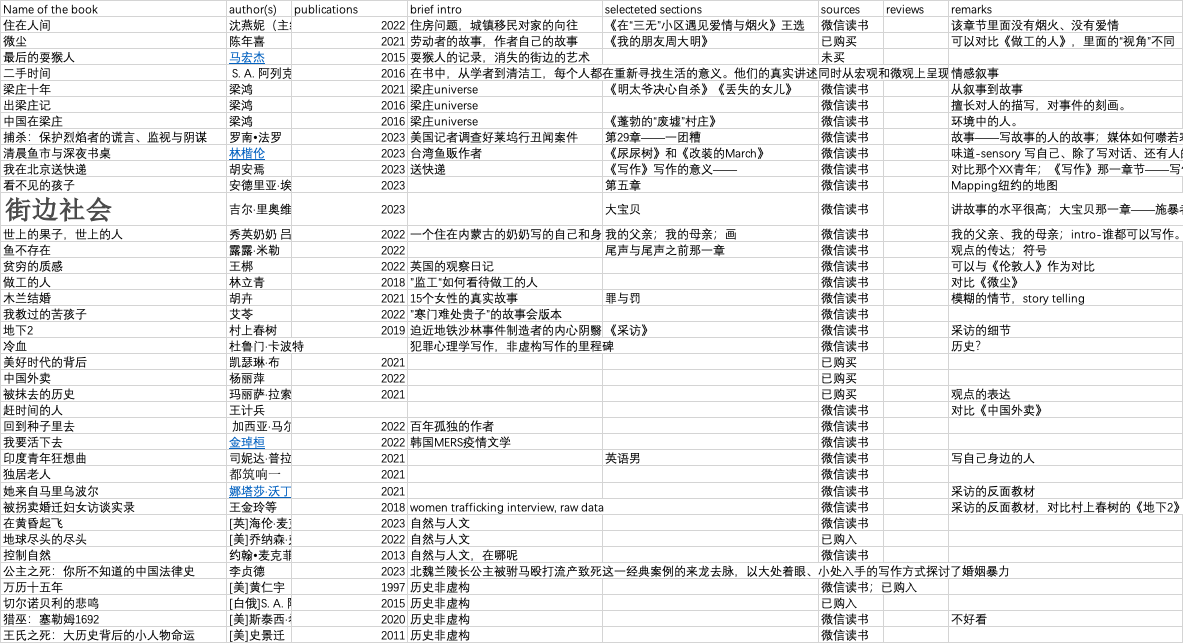 Name of the book author(s) publications brief intro selecteted sections sources reviews remarks
住在人间 沈燕妮（主 2022 住房问题，城镇移民对家的向往 《在"三无"小区遇见爱情与烟火》王选 微信读书 该章节里面没有烟火、没有爱情
微尘 陈年喜 2021 劳动者的故事，作者自己的故事 《我的朋友周大明》 已购买 可以对比《做工的人》，里面的"视角"不同
最后的耍猴人 马宏杰 2015 耍猴人的记录，消失的街边的艺术 未买
二手时间 S. A. 阿列克 2016 在书中，从学者到清洁工，每个人都在重新寻找生活的意义。他们的真实讲述同时从宏观和微观上呈现 情感叙事
梁庄十年 梁鸿 2021 梁庄universe 《明太爷决心自杀》《丢失的女儿》 微信读书 从叙事到故事
出梁庄记 梁鸿 2016 梁庄universe 微信读书 擅长对人的描写，对事件的刻画。
中国在梁庄 梁鸿 2016 梁庄universe 《蓬勃的"废墟"村庄》 微信读书 环境中的人。
捕杀：保护烈焰者的谎言、监视与阴谋 罗南•法罗 2023 美国记者调查好莱坞行丑闻案件 第29章——一团糟 微信读书 故事——写故事的人的故事；媒体如何噤若
清晨鱼市与深夜书桌 林楷伦 2023 台湾鱼贩作者 《尿尿树》和《改装的March》 微信读书 味道-sensory 写自己、除了写对话、还有人的
我在北京送快递 胡安焉 2023 送快递 《写作》写作的意义—— 微信读书 对比那个XX青年；《写作》那一章节——写
看不见的孩子 安德里亚·埃 2023 第五章 微信读书 Mapping纽约的地图
街边社会 吉尔·里奥维 2023 大宝贝 微信读书 讲故事的水平很高；大宝贝那一章——施暴
世上的果子，世上的人 秀英奶奶 吕 2022 一个住在内蒙古的奶奶写的自己和身 我的父亲；我的母亲；画 微信读书 我的父亲、我的母亲；intro-谁都可以写作。
鱼不存在 露露·米勒 2022 尾声与尾声之前那一章 微信读书 观点的传达；符号
贫穷的质感 王梆 2022 英国的观察日记 微信读书 可以与《伦敦人》作为对比
做工的人 林立青 2018 "监工"如何看待做工的人 微信读书 对比《微尘》
木兰结婚 胡卉 2021 15个女性的真实故事 罪与罚 微信读书 模糊的情节，story telling
我教过的苦孩子 艾苓 2022 "寒门难处贵子"的故事会版本 微信读书
地下2 村上春树 2019 迫近地铁沙林事件制造者的内心阴翳 《采访》 微信读书 采访的细节
冷血 杜鲁门·卡波特 犯罪心理学写作，非虚构写作的里程碑 微信读书 历史？
美好时代的背后 凯瑟琳·布 2021 已购买
中国外卖 杨丽萍 2022 已购买
被抹去的历史 玛丽萨·拉索 2021 已购买 观点的表达
赶时间的人 王计兵 微信读书 对比《中国外卖》
回到种子里去 加西亚·马尔 2022 百年孤独的作者 微信读书
我要活下去 金琸桓 2022 韩国MERS疫情文学 微信读书
印度青年狂想曲 司妮达·普拉 2021 英语男 微信读书 写自己身边的人
独居老人 都筑响一 2021 微信读书
她来自马里乌波尔 娜塔莎·沃丁 2021 微信读书 采访的反面教材
被拐卖婚迁妇女访谈实录 王金玲等 2018 women trafficking interview, raw data 微信读书 采访的反面教材，对比村上春树的《地下2》
在黄昏起飞 [英]海伦·麦 2023 自然与人文 微信读书
地球尽头的尽头 [美]乔纳森· 2022 自然与人文 已购入
控制自然 约翰•麦克菲 2013 自然与人文，在哪呢 微信读书
公主之死：你所不知道的中国法律史 李贞德 2023 北魏兰陵长公主被驸马殴打流产致死这一经典案例的来龙去脉，以大处着眼、小处入手的写作方式探讨了婚姻暴力
万历十五年 [美]黄仁宇 1997 历史非虚构 微信读书；已购入
切尔诺贝利的悲鸣 [白俄]S. A. 2015 历史非虚构 已购入
猎巫：塞勒姆1692 [美]斯泰西· 2020 历史非虚构 微信读书 不好看
王氏之死：大历史背后的小人物命运 [美]史景迁 2011 历史非虚构 微信读书